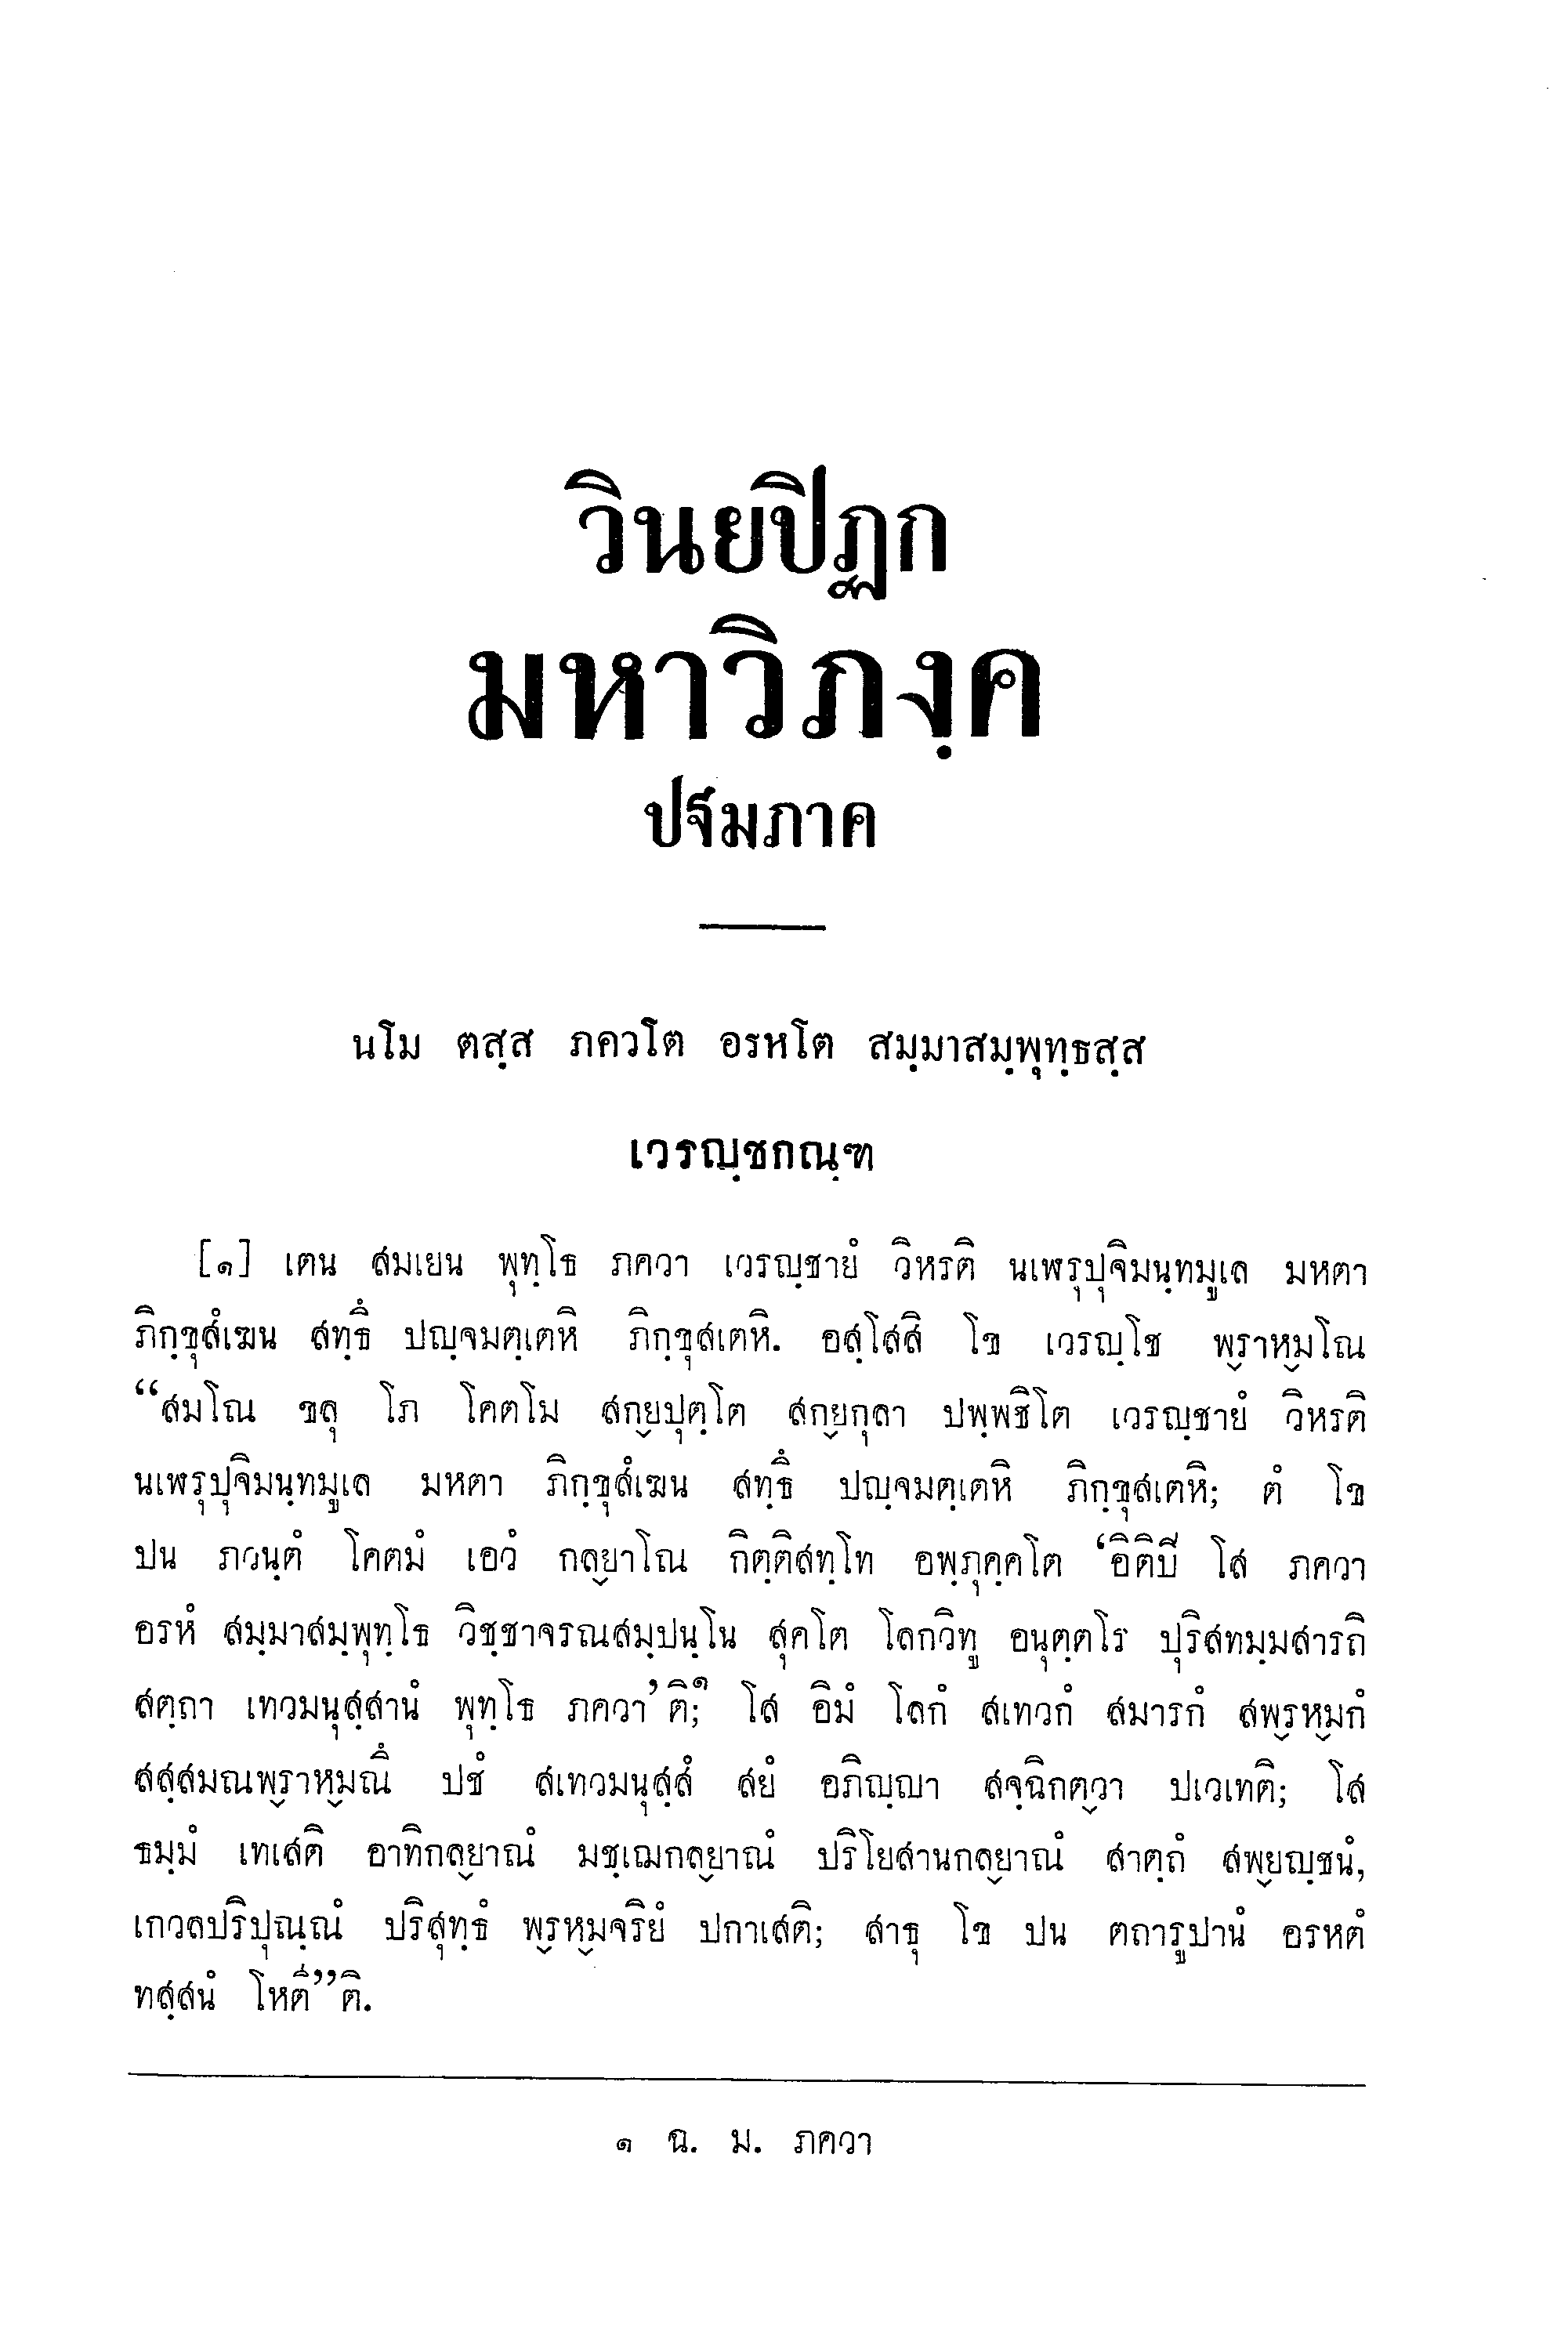 วินยปิฏก
มหาวิภงฺค
ปฐมภาค
นโม ตสฺส ภควโต อรหโต สมฺมาสมฺพุทฺธสฺส
เวรญฺชกณฺฑ
[๑] เตน สมเยน พุทฺโธ ภควา เวรญฺชายํ วิหรติ นเฬรุปุจิมนฺทมูเล มหตา
ภิกฺขุสํเฆน สทฺธึ ปญฺจมตฺเตหิ ภิกฺขุสเตหิ. อสฺโสสิ โข เวรญฺโช พฺราหฺมโณ
“สมโณ ขลุ โภ โคตโม สกฺยปุตฺโต สกฺยกุลา ปพฺพชิโต เวรญฺชายํ วิหรติ
นเฬรุปุจิมนฺทมูเล มหตา ภิกฺขุสํเฆน สทฺธึ ปญฺจมตฺเตหิ ภิกฺขุสเตหิ; ตํ โข
ปน ภวนฺตํ โคตมํ เอวํ กลฺยาโณ กิตฺติสทฺโท อพฺภุคฺคโต ‘อิติปิ โส ภควา
อรหํ สมฺมาสมฺพุทฺโธ วิชฺชาจรณสมฺปนฺโน สุคโต โลกวิทู อนุตฺตโร ปุริสทมฺมสารถิ
สตฺถา เทวมนุสฺสานํ พุทฺโธ ภควา’ติ;๑ โส อิมํ โลกํ สเทวกํ สมารกํ สพฺรหฺมกํ
สสฺสมณพฺราหฺมณึ ปชํ สเทวมนุสฺสํ สยํ อภิญฺญา สจฺฉิกตฺวา ปเวเทติ; โส
ธมฺมํ เทเสติ อาทิกลฺยาณํ มชฺเฌกลฺยาณํ ปริโยสานกลฺยาณํ สาตฺถํ สพฺยญฺชนํ,
เกวลปริปุณฺณํ ปริสุทฺธํ พฺรหฺมจริยํ ปกาเสติ; สาธุ โข ปน ตถารูปานํ อรหตํ
ทสฺสนํ โหตี”ติ.
๑ ฉ. ม. ภควา